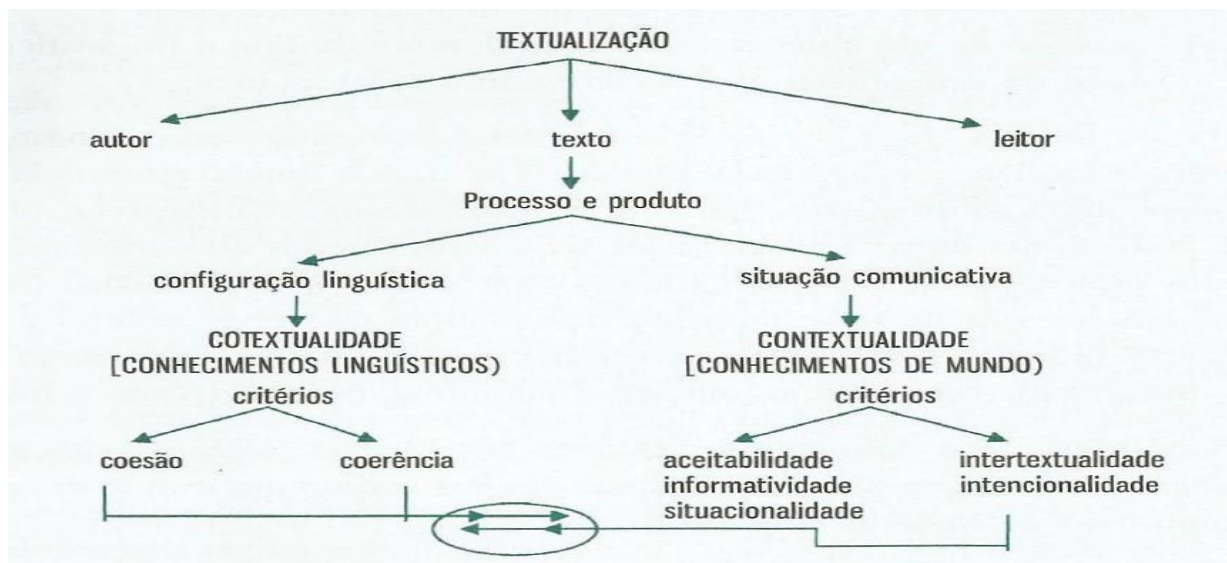 TEXTUALIZAÇÃO
autor texto leitor
Processo e produto
configuração linguística situação comunicativa
COTEXTUALIDADE CONTEXTUALIDADE
[CONHECIMENTOS LINGUÍSTICOS) [CONHECIMENTOS DE MUNDO)
critérios critérios
coesão coerência aceitabilidade intertextualidade
informatividade intencionalidade
situacionalidade